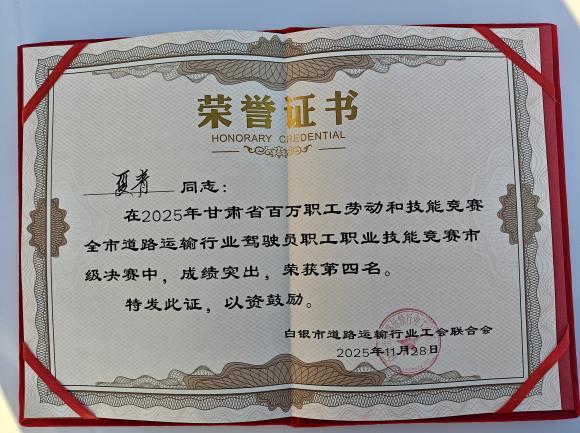 荣誉证书
HONORARY CREDENTIAL
夏青 同志：
在2025年甘肃省百万职工劳动和技能竞赛
全市道路运输行业驾驶员职工职业技能竞赛市
级决赛中，成绩突出，荣获第四名。
特发此证，以资鼓励。
白银市道路运输行业工会联合会
2025年11月28日